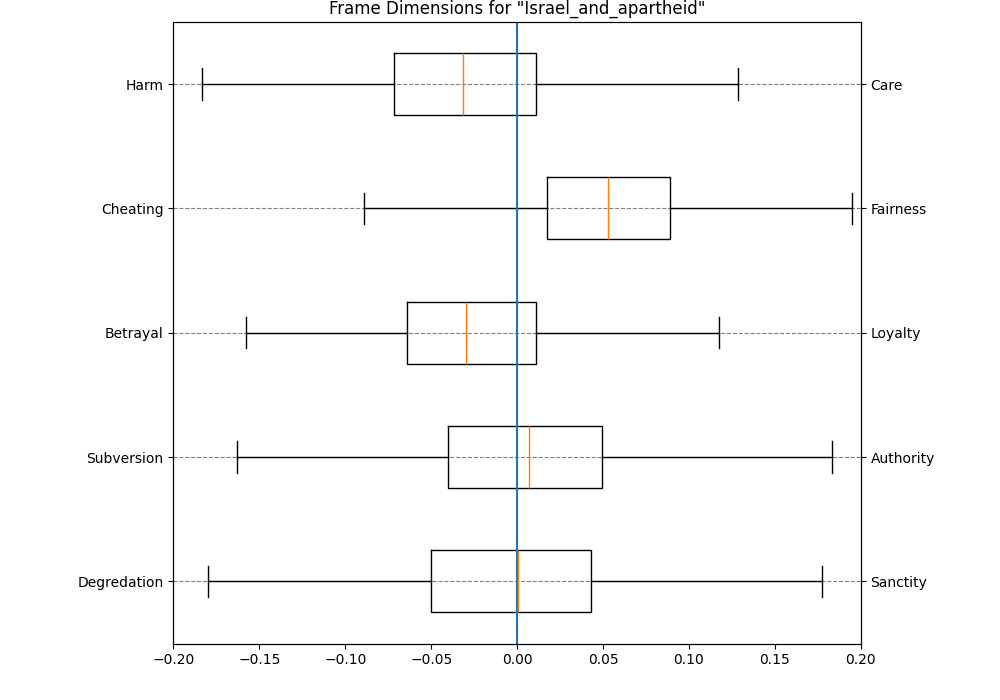 Frame Dimensions for "Israel_and_apartheid"
Harm Care
Cheating Fairness
Betrayal Loyalty
Subversion Authority
Degredation Sanctity
−0.20 −0.15 −0.10 −0.05 0.00 0.05 0.10 0.15 0.20